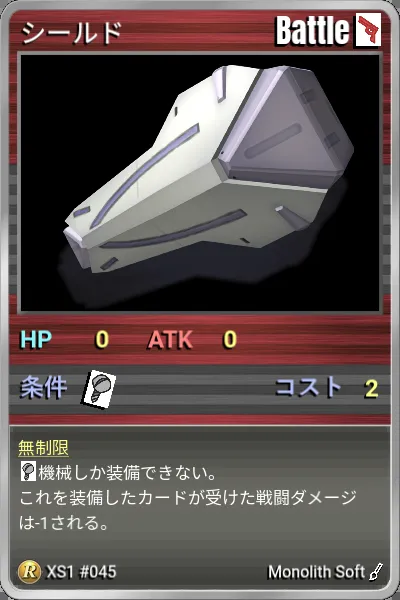 シールド Battle
HP 0 ATK 0
条件 コスト 2
無制限
機械しか装備できない。
これを装備したカードが受けた戦闘ダメージ
は-1される。
R XS1 #045 Monolith Soft